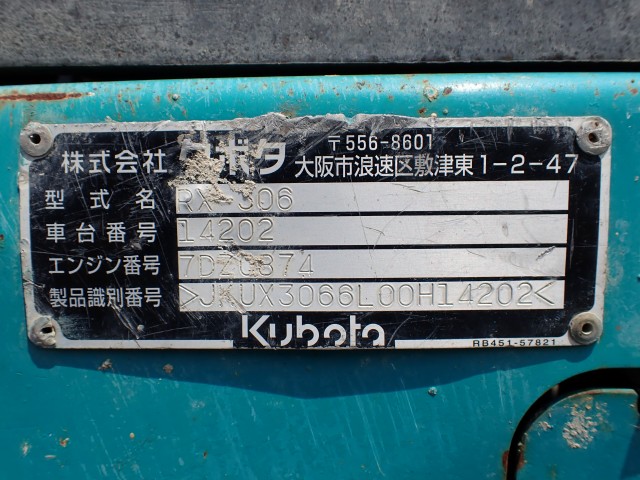 株式会社 クボタ 〒556-8601
大阪市浪速区敷津東1-2-47
型式名 RX-306
車台番号 14202
エンジン番号
製品識別番号 >JKUX3066L00H14202<
Kubota
RB451-57821